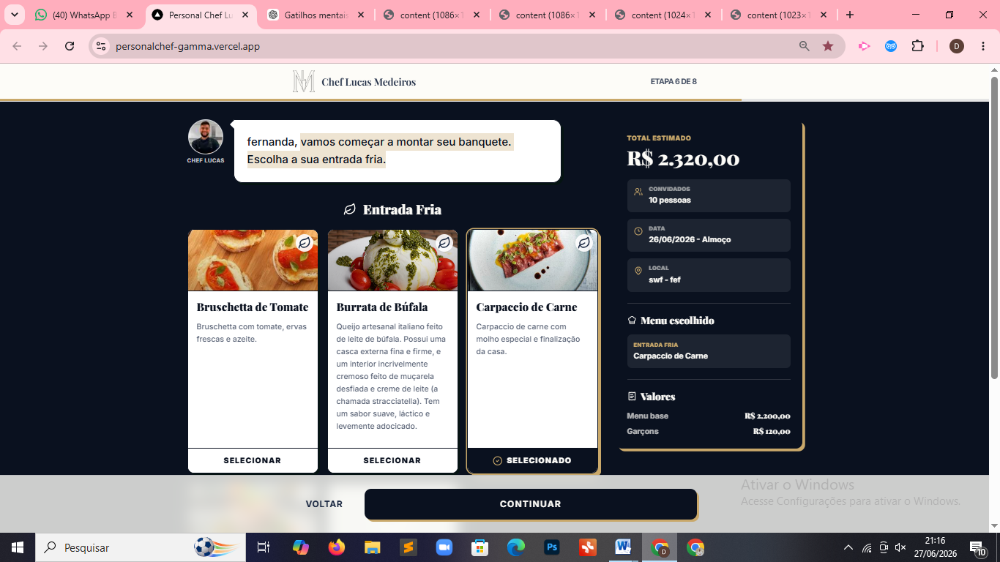 (40) WhatsApp B
Personal Chef Lu
Gatilhos mentais
content (1086×1
content (1086×1
content (1024×1
content (1023×1
personalchef-gamma.vercel.app
D
Chef Lucas Medeiros
ETAPA 6 DE 8
CHEF LUCAS
fernanda, vamos começar a montar seu banquete.
Escolha a sua entrada fria.
Entrada Fria
Bruschetta de Tomate
Bruschetta com tomate, ervas
frescas e azeite.
SELECIONAR
Burrata de Búfala
Queijo artesanal italiano feito
de leite de búfala. Possui uma
casca externa fina e firme, e
um interior incrivelmente
cremoso feito de muçarela
desfiada e creme de leite (a
chamada stracciatella). Tem
um sabor suave, láctico e
levemente adocicado.
SELECIONAR
Carpaccio de Carne
Carpaccio de carne com
molho especial e finalização
da casa.
SELECIONADO
TOTAL ESTIMADO
R$ 2.320,00
CONVIDADOS
10 pessoas
DATA
26/06/2026 - Almoço
LOCAL
swf - fef
Menu escolhido
ENTRADA FRIA
Carpaccio de Carne
Valores
Menu base R$ 2.200,00
Garçons R$ 120,00
VOLTAR
CONTINUAR
Ativar o Windows
Acesse Configurações para ativar o Windows.
Pesquisar
Ps
W
D
21:16
27/06/2026
10